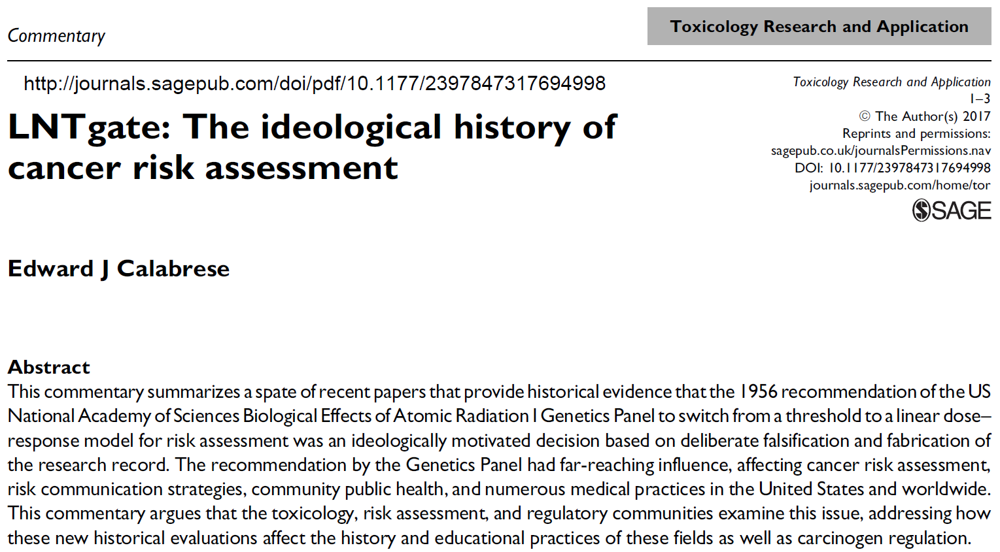 Commentary
Toxicology Research and Application
http://journals.sagepub.com/doi/pdf/10.1177/2397847317694998
LNTgate: The ideological history of
cancer risk assessment
Toxicology Research and Application
1–3
© The Author(s) 2017
Reprints and permissions:
sagepub.co.uk/journalsPermissions.nav
DOI: 10.1177/2397847317694998
journals.sagepub.com/home/tor
SAGE
Edward J Calabrese
Abstract
This commentary summarizes a spate of recent papers that provide historical evidence that the 1956 recommendation of the US
National Academy of Sciences Biological Effects of Atomic Radiation I Genetics Panel to switch from a threshold to a linear dose–
response model for risk assessment was an ideologically motivated decision based on deliberate falsification and fabrication of
the research record. The recommendation by the Genetics Panel had far-reaching influence, affecting cancer risk assessment,
risk communication strategies, community public health, and numerous medical practices in the United States and worldwide.
This commentary argues that the toxicology, risk assessment, and regulatory communities examine this issue, addressing how
these new historical evaluations affect the history and educational practices of these fields as well as carcinogen regulation.